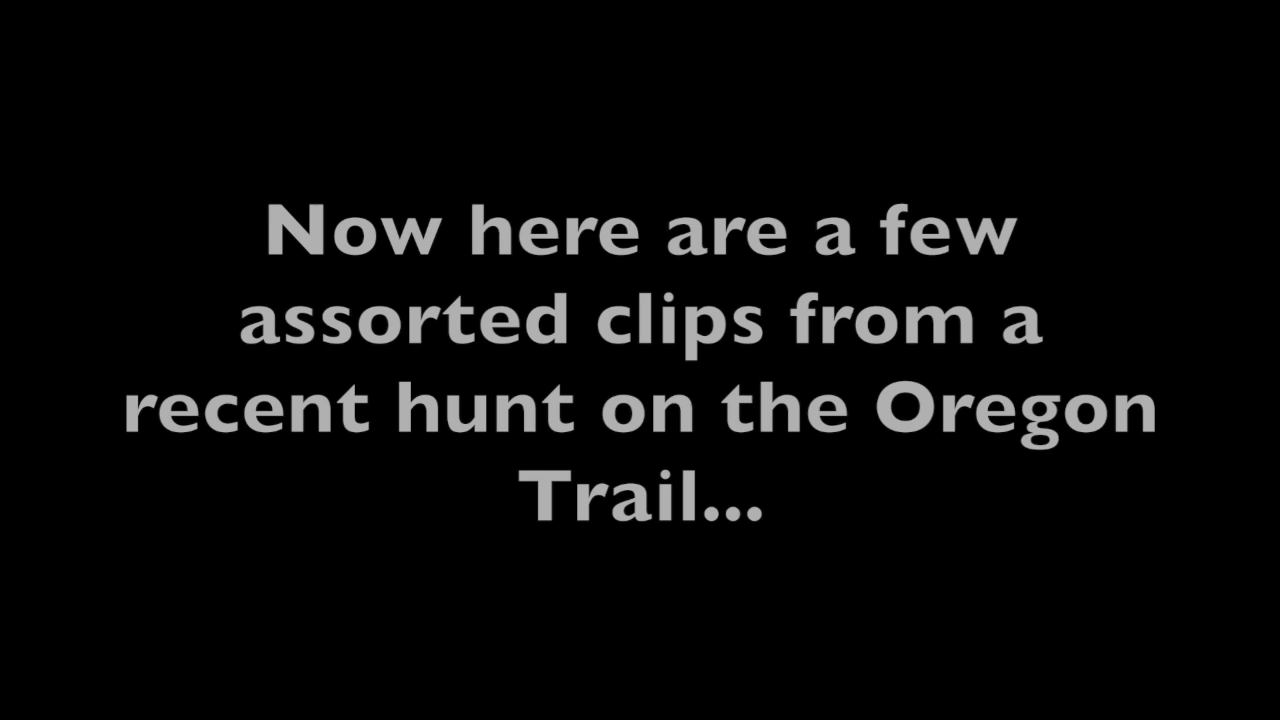 Now here are a few
assorted clips from a
recent hunt on the Oregon
Trail...